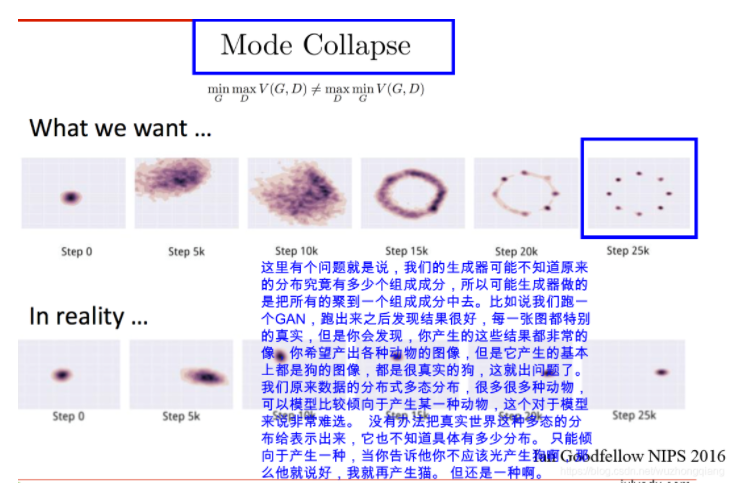 Mode Collapse
min max V(G, D) ≠ max min V(G, D)
G D D G
What we want ...
Step 0 Step 5k Step 10k Step 15k Step 20k Step 25k
这里有个问题就是说，我们的生成器可能不知道原来
的分布究竟有多少个组成成分，所以可能生成器做的
是把所有的聚到一个组成成分中去。比如说我们跑一
个GAN，跑出来之后发现结果很好，每一张图都特别
的真实，但是你会发现，你产生的这些结果都非常的
像。你希望产出各种动物的图像，但是它产生的基本
上都是狗的图像，都是很真实的狗，这就出问题了。
我们原来数据的分布式多态分布，很多很多种动物，
可以模型比较倾向于产生某一种动物，这个对于模型
来说非常难选。 没有办法把真实世界这种多态的分
布给表示出来，它也不知道具体有多少分布。 只能倾
向于产生一种，当你告诉他你不应该光产生狗啊，那
么他就说好，我就再产生猫。 但还是一种啊。
In reality ...
Step 0 Step 5k Step 25k
Ian Goodfellow NIPS 2016
https://blog.csdn.net/wuzhongqiang